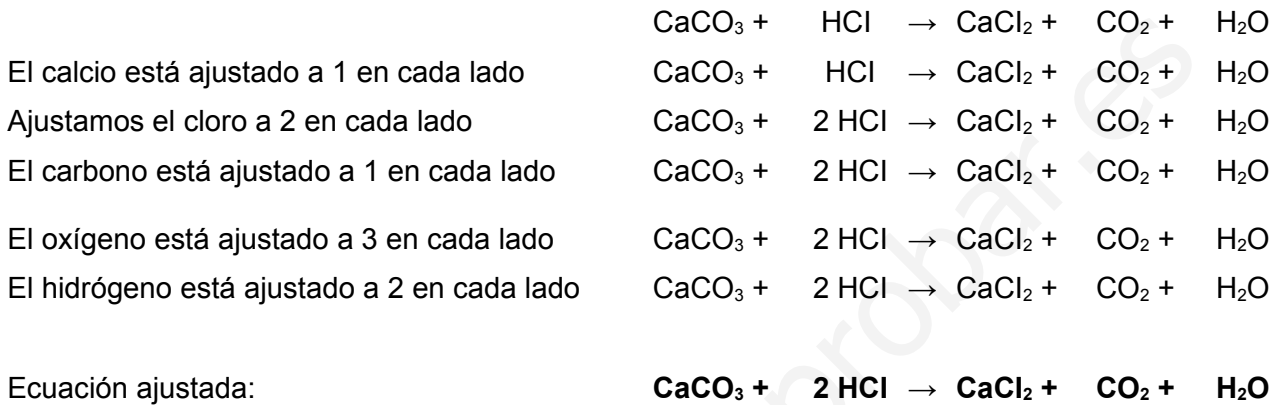 CaCO₃ + HCl → CaCl₂ + CO₂ + H₂O
El calcio está ajustado a 1 en cada lado CaCO₃ + HCl → CaCl₂ + CO₂ + H₂O
Ajustamos el cloro a 2 en cada lado CaCO₃ + 2 HCl → CaCl₂ + CO₂ + H₂O
El carbono está ajustado a 1 en cada lado CaCO₃ + 2 HCl → CaCl₂ + CO₂ + H₂O
El oxígeno está ajustado a 3 en cada lado CaCO₃ + 2 HCl → CaCl₂ + CO₂ + H₂O
El hidrógeno está ajustado a 2 en cada lado CaCO₃ + 2 HCl → CaCl₂ + CO₂ + H₂O
Ecuación ajustada: CaCO₃ + 2 HCl → CaCl₂ + CO₂ + H₂O
probar.es